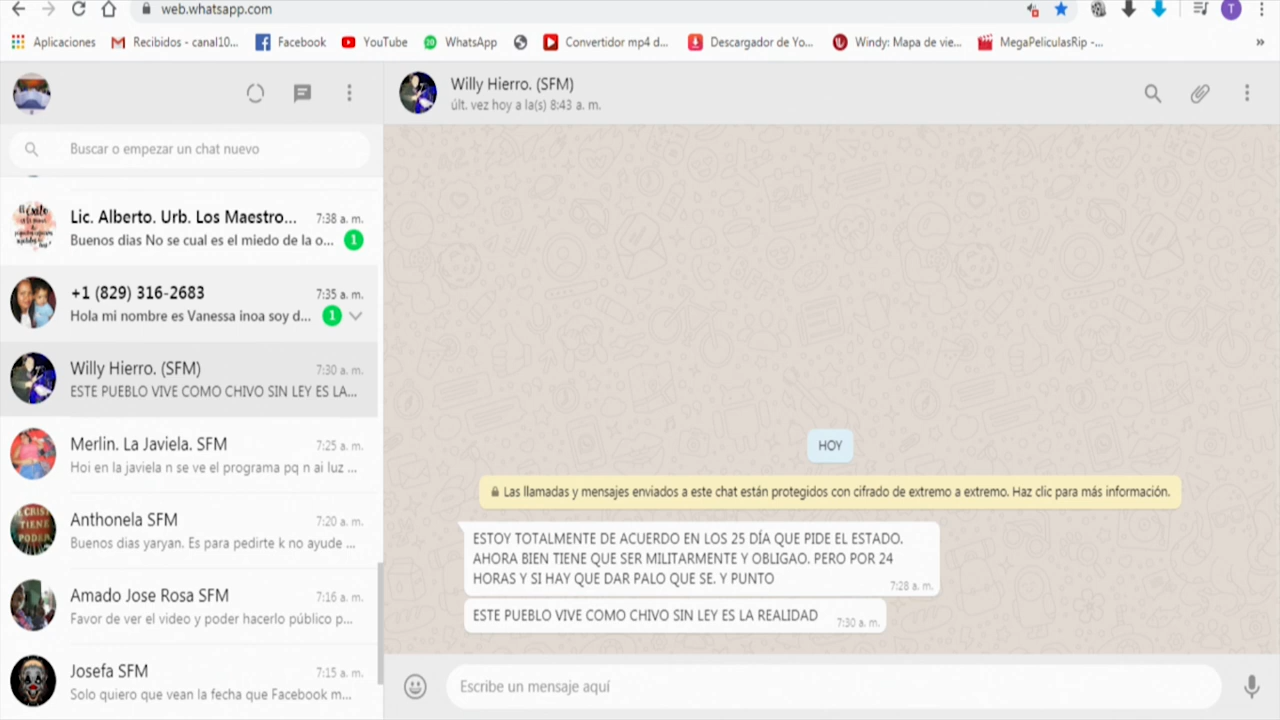 web.whatsapp.com
T
Aplicaciones
Recibidos - canal10...
Facebook
YouTube
WhatsApp
Convertidor mp4 d...
Descargador de Yo...
Windy: Mapa de vie...
MegaPeliculasRip -...
»
Buscar o empezar un chat nuevo
Lic. Alberto. Urb. Los Maestro...
7:38 a. m.
Buenos dias No se cual es el miedo de la o...
1
+1 (829) 316-2683
7:35 a. m.
Hola mi nombre es Vanessa inoa soy d...
1
Willy Hierro. (SFM)
7:30 a. m.
ESTE PUEBLO VIVE COMO CHIVO SIN LEY ES LA...
Merlin. La Javiela. SFM
7:25 a. m.
Hoi en la javiela n se ve el programa pq n ai luz ...
CRISTO
TIENE
PODER
Anthonela SFM
7:20 a. m.
Buenos dias yaryan. Es para pedirte k no ayude ...
Amado Jose Rosa SFM
7:16 a. m.
Favor de ver el video y poder hacerlo público p...
Josefa SFM
7:15 a. m.
Solo quiero que vean la fecha que Facebook m...
Willy Hierro. (SFM)
últ. vez hoy a la(s) 8:43 a. m.
HOY
Las llamadas y mensajes enviados a este chat están protegidos con cifrado de extremo a extremo. Haz clic para más información.
ESTOY TOTALMENTE DE ACUERDO EN LOS 25 DÍA QUE PIDE EL ESTADO.
AHORA BIEN TIENE QUE SER MILITARMENTE Y OBLIGAO. PERO POR 24
HORAS Y SI HAY QUE DAR PALO QUE SE. Y PUNTO
7:28 a. m.
ESTE PUEBLO VIVE COMO CHIVO SIN LEY ES LA REALIDAD
7:30 a. m.
Escribe un mensaje aquí